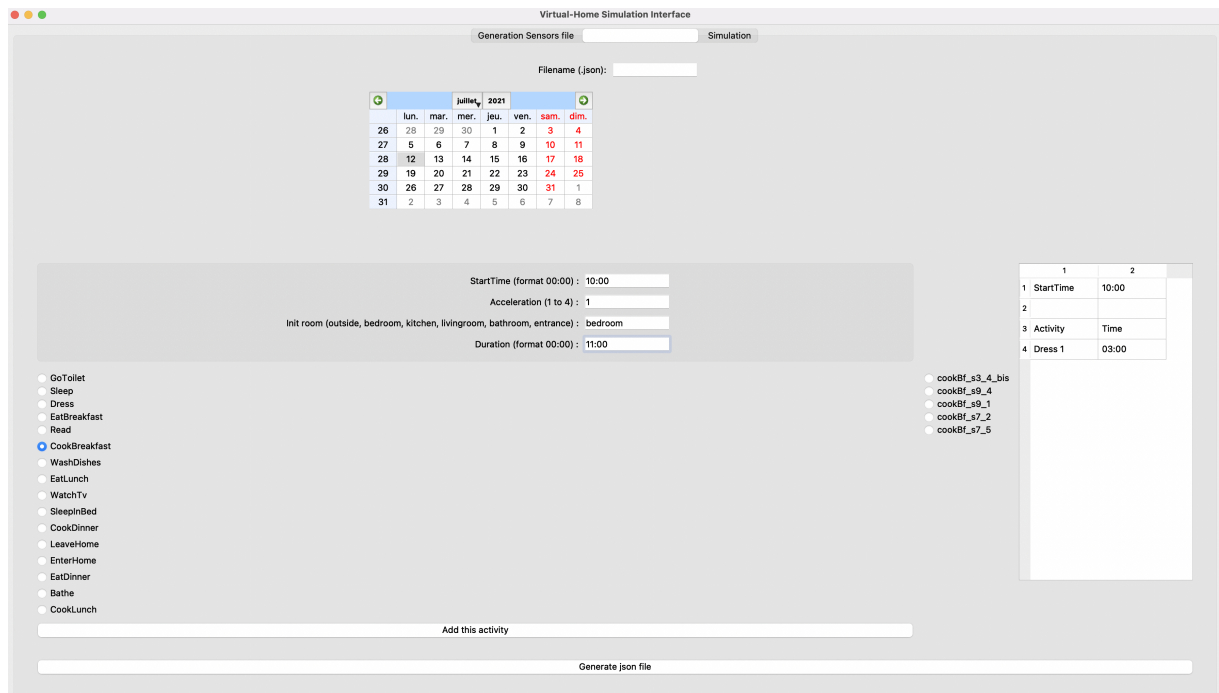 Virtual-Home Simulation Interface
Generation Sensors file Simulation
Filename (.json):
juillet 2021
lun. mar. mer. jeu. ven. sam. dim.
26 28 29 30 1 2 3 4
27 5 6 7 8 9 10 11
28 12 13 14 15 16 17 18
29 19 20 21 22 23 24 25
30 26 27 28 29 30 31 1
31 2 3 4 5 6 7 8
StartTime (format 00:00) : 10:00
Acceleration (1 to 4) : 1
Init room (outside, bedroom, kitchen, livingroom, bathroom, entrance) : bedroom
Duration (format 00:00) : 11:00
1 2
1 StartTime 10:00
2
3 Activity Time
4 Dress 1 03:00
GoToilet
Sleep
Dress
EatBreakfast
Read
CookBreakfast
WashDishes
EatLunch
WatchTv
SleepInBed
CookDinner
LeaveHome
EnterHome
EatDinner
Bathe
CookLunch
cookBf_s3_4_bis
cookBf_s9_4
cookBf_s9_1
cookBf_s7_2
cookBf_s7_5
Add this activity
Generate json file